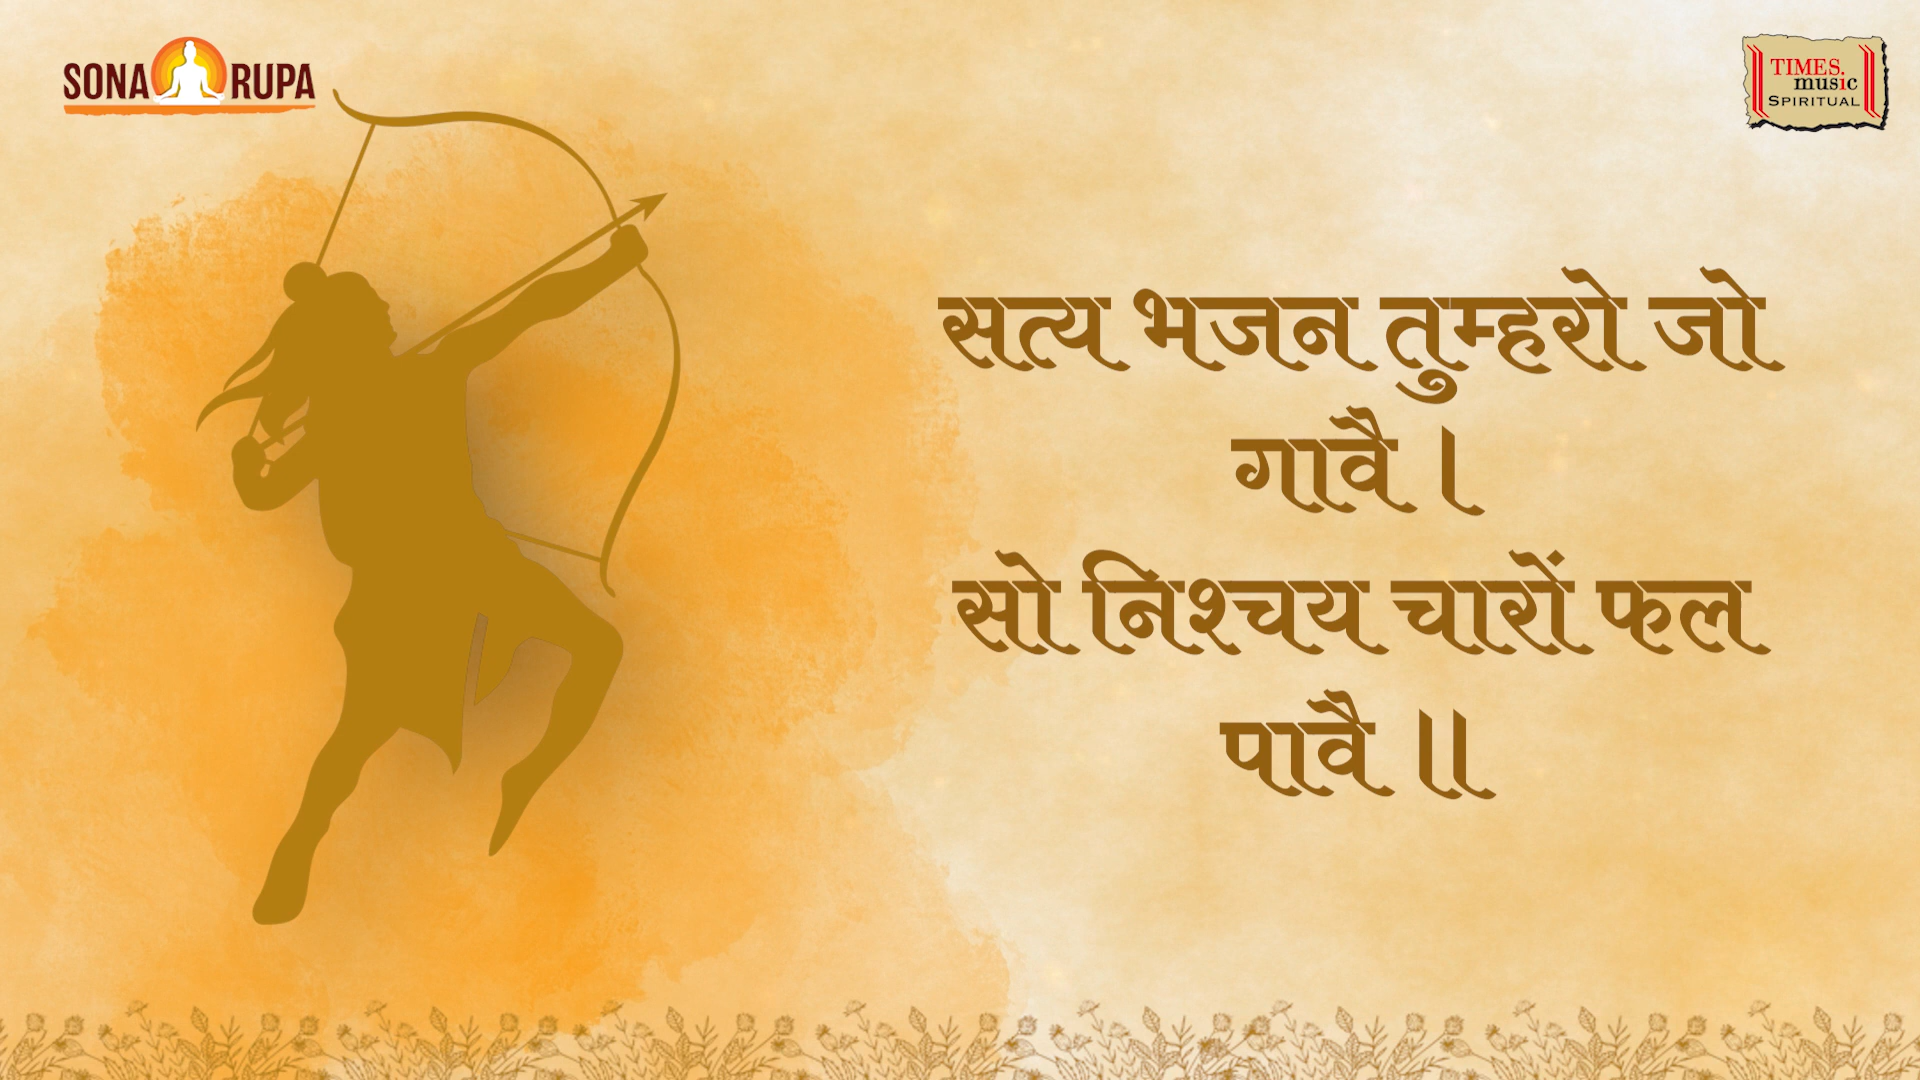 SONA RUPA
TIMES.
music
SPIRITUAL
सत्य भजन तुम्हरो जो
गावै ।
सो निश्चय चारों फल
पावै ॥